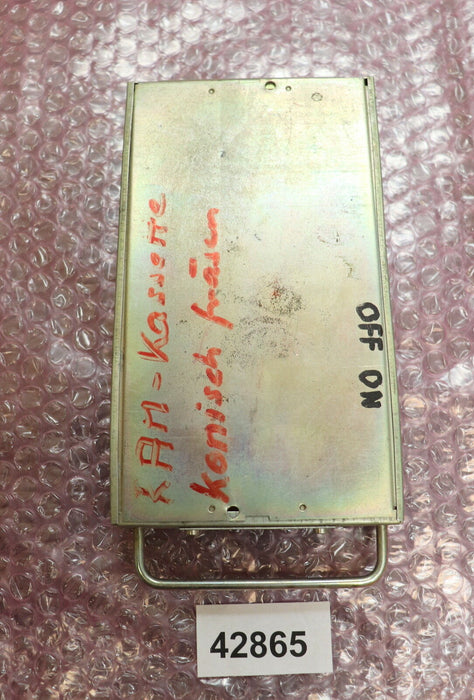 RAM-Kassette
Konisch fräsen
OFF ON
42865